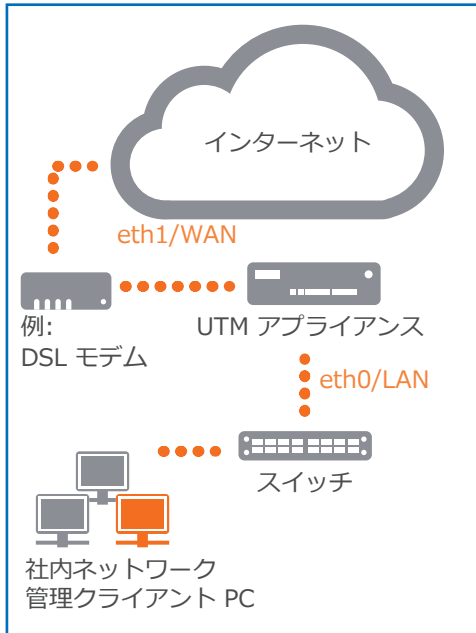 インターネット
eth1/WAN
例:
DSL モデム
UTM アプライアンス
eth0/LAN
スイッチ
社内ネットワーク
管理クライアント PC